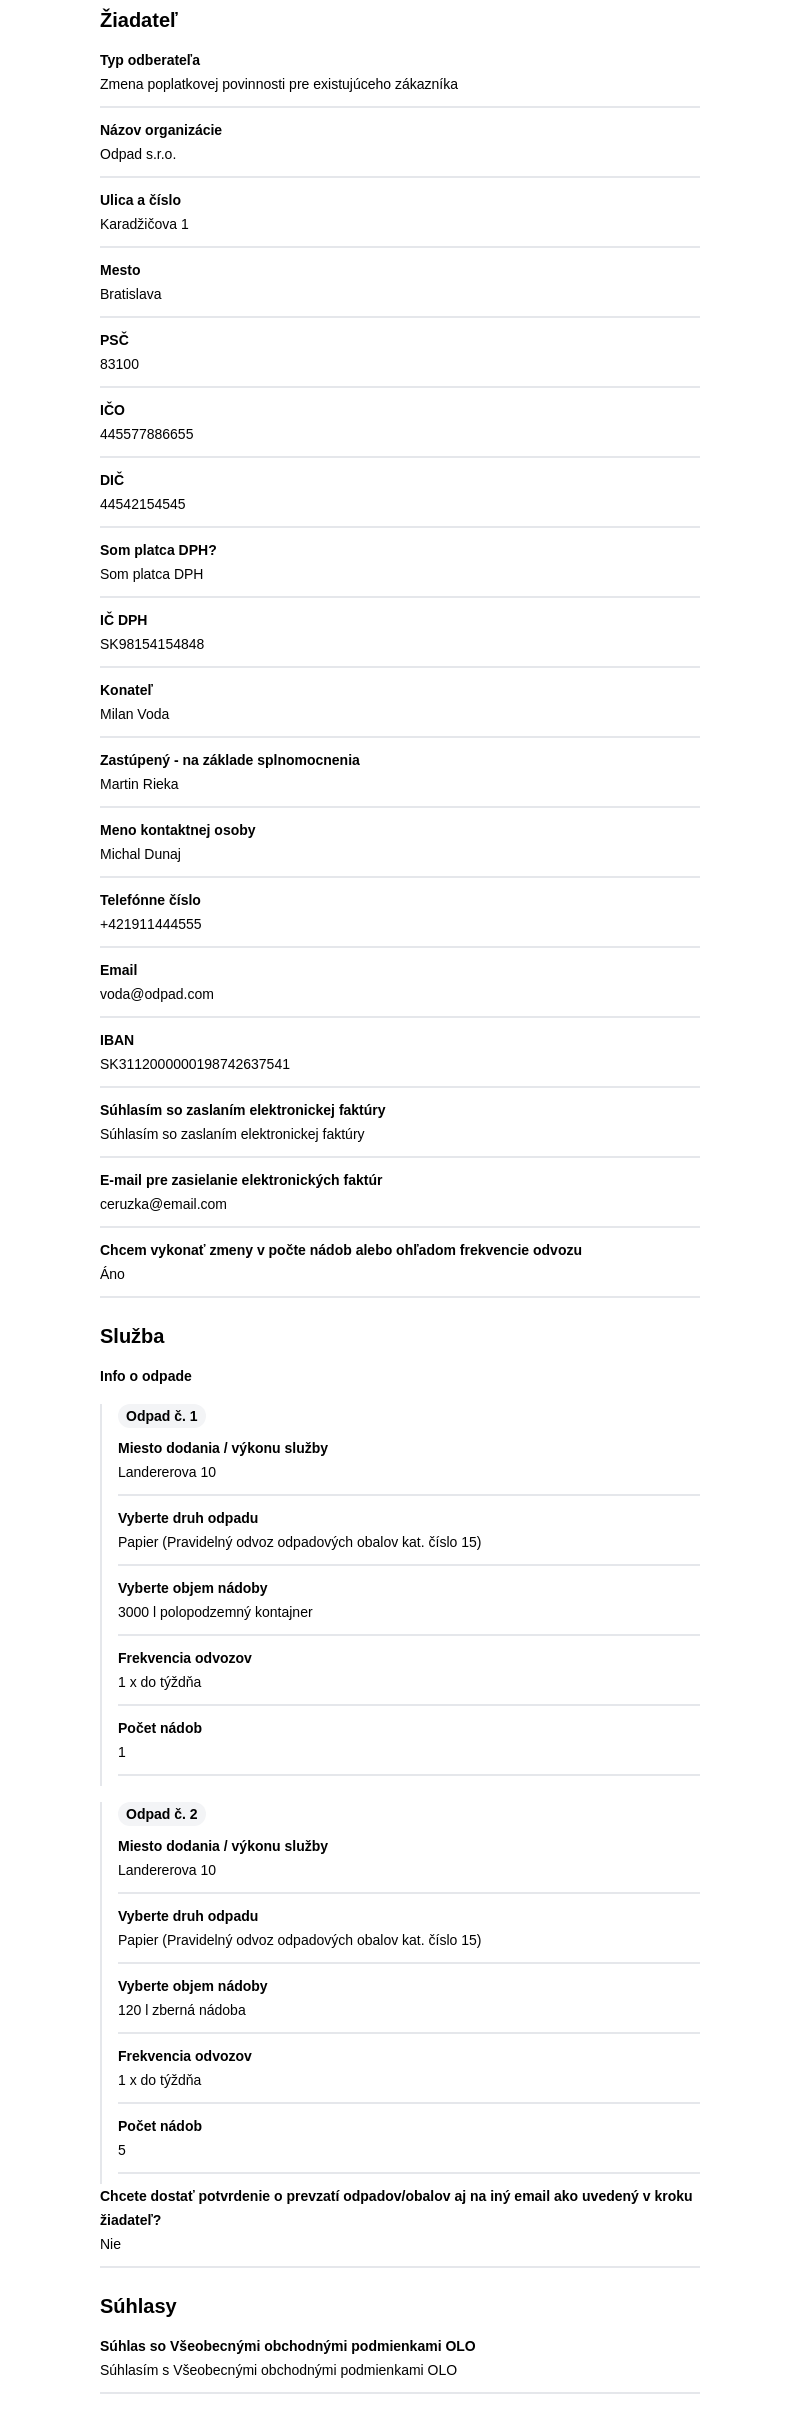 Žiadateľ
Typ odberateľa
Zmena poplatkovej povinnosti pre existujúceho zákazníka
Názov organizácie
Odpad s.r.o.
Ulica a číslo
Karadžičova 1
Mesto
Bratislava
PSČ
83100
IČO
445577886655
DIČ
44542154545
Som platca DPH?
Som platca DPH
IČ DPH
SK98154154848
Konateľ
Milan Voda
Zastúpený - na základe splnomocnenia
Martin Rieka
Meno kontaktnej osoby
Michal Dunaj
Telefónne číslo
+421911444555
Email
voda@odpad.com
IBAN
SK3112000000198742637541
Súhlasím so zaslaním elektronickej faktúry
Súhlasím so zaslaním elektronickej faktúry
E-mail pre zasielanie elektronických faktúr
ceruzka@email.com
Chcem vykonať zmeny v počte nádob alebo ohľadom frekvencie odvozu
Áno
Služba
Info o odpade
Odpad č. 1
Miesto dodania / výkonu služby
Landererova 10
Vyberte druh odpadu
Papier (Pravidelný odvoz odpadových obalov kat. číslo 15)
Vyberte objem nádoby
3000 l polopodzemný kontajner
Frekvencia odvozov
1 x do týždňa
Počet nádob
1
Odpad č. 2
Miesto dodania / výkonu služby
Landererova 10
Vyberte druh odpadu
Papier (Pravidelný odvoz odpadových obalov kat. číslo 15)
Vyberte objem nádoby
120 l zberná nádoba
Frekvencia odvozov
1 x do týždňa
Počet nádob
5
Chcete dostať potvrdenie o prevzatí odpadov/obalov aj na iný email ako uvedený v kroku
žiadateľ?
Nie
Súhlasy
Súhlas so Všeobecnými obchodnými podmienkami OLO
Súhlasím s Všeobecnými obchodnými podmienkami OLO